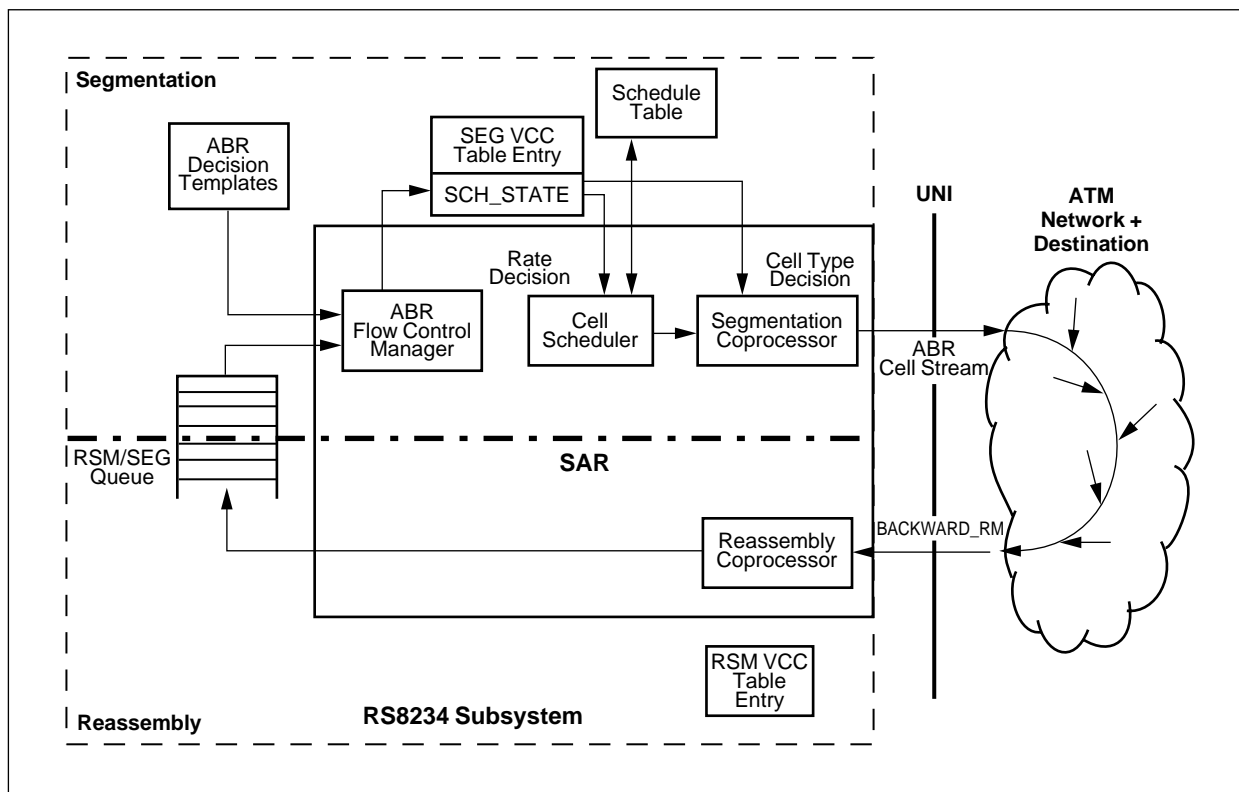 Segmentation
Schedule
Table
ABR
Decision
Templates
SEG VCC
Table Entry
SCH_STATE
UNI
ATM
Network +
Destination
Rate
Decision
Cell Type
Decision
ABR
Flow Control
Manager
Cell
Scheduler
Segmentation
Coprocessor
ABR
Cell Stream
RSM/SEG
Queue
SAR
BACKWARD_RM
Reassembly
Coprocessor
RSM VCC
Table
Entry
Reassembly
RS8234 Subsystem